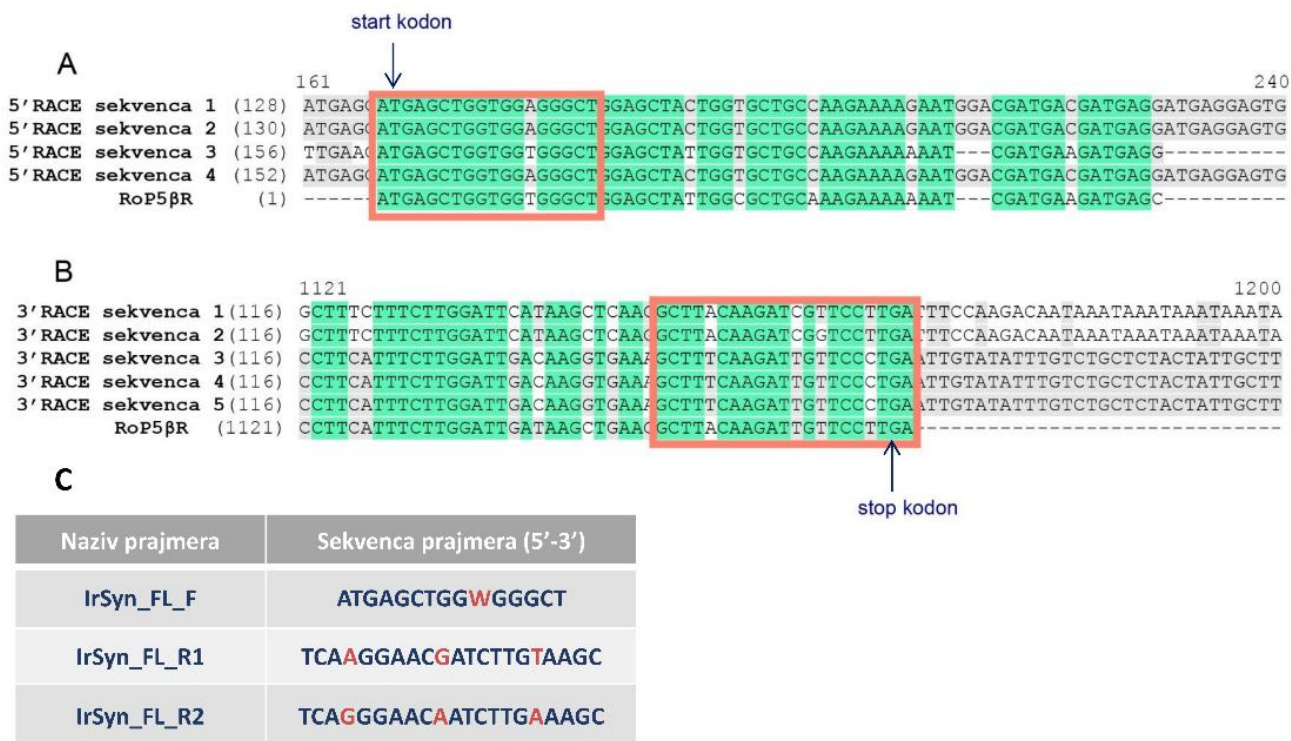 start kodon
A
161 240
5'RACE sekvenca 1 (128) ATGAGCATGAGCTGGTGGAGGGCTGGAGCTACTGGTGCTGCCAAGAAAAGAATGGACGATGACGATGAGGATGAGGAGTG
5'RACE sekvenca 2 (130) ATGAGCATGAGCTGGTGGAGGGCTGGAGCTACTGGTGCTGCCAAGAAAAGAATGGACGATGACGATGAGGATGAGGAGTG
5'RACE sekvenca 3 (156) TTGAAGATGAGCTGGTGGTGGGCTGGAGCTATTGGTGCTGCCAAGAAAAAAAT---CGATGAAGATGAGG----------
5'RACE sekvenca 4 (152) ATGAGCATGAGCTGGTGGAGGGCTGGAGCTACTGGTGCTGCCAAGAAAAGAATGGACGATGACGATGAGGATGAGGAGTG
RoP5βR (1) ------ATGAGCTGGTGGTGGGCTGGAGCTATTGGCGCTGCAAAGAAAAAAAT---CGATGAAGATGAGC----------
B
1121 1200
3'RACE sekvenca 1(116) GCTTTCTTTCTTGGATTCATAAGCTCAACGCTTACAAGATCGTTCCTTGATTTCCAAGACAATAAATAAATAAATAAATA
3'RACE sekvenca 2(116) GCTTTCTTTCTTGGATTCATAAGCTCAACGCTTACAAGATCGGTCCTTGATTTCCAAGACAATAAATAAATAAATAAATA
3'RACE sekvenca 3(116) CCTTCATTTCTTGGATTGACAAGGTGAAAGCTTTCAAGATTGTTCCCTGAATTGTATATTTGTCTGCTCTACTATTGCTT
3'RACE sekvenca 4(116) CCTTCATTTCTTGGATTGACAAGGTGAAAGCTTTCAAGATTGTTCCCTGAATTGTATATTTGTCTGCTCTACTATTGCTT
3'RACE sekvenca 5(116) CCTTCATTTCTTGGATTGACAAGGTGAAAGCTTTCAAGATTGTTCCCTGAATTGTATATTTGTCTGCTCTACTATTGCTT
RoP5βR (1121) CCTTCATTTCTTGGATTGATAAGCTGAACGCTTACAAGATTGTTCCTTGA------------------------------
stop kodon
C
Naziv prajmera Sekvenca prajmera (5'-3')
IrSyn_FL_F ATGAGCTGGWGGGCT
IrSyn_FL_R1 TCAAGGAACGATCTTGTAAGC
IrSyn_FL_R2 TCAGGGAACAATCTTGAAAGC